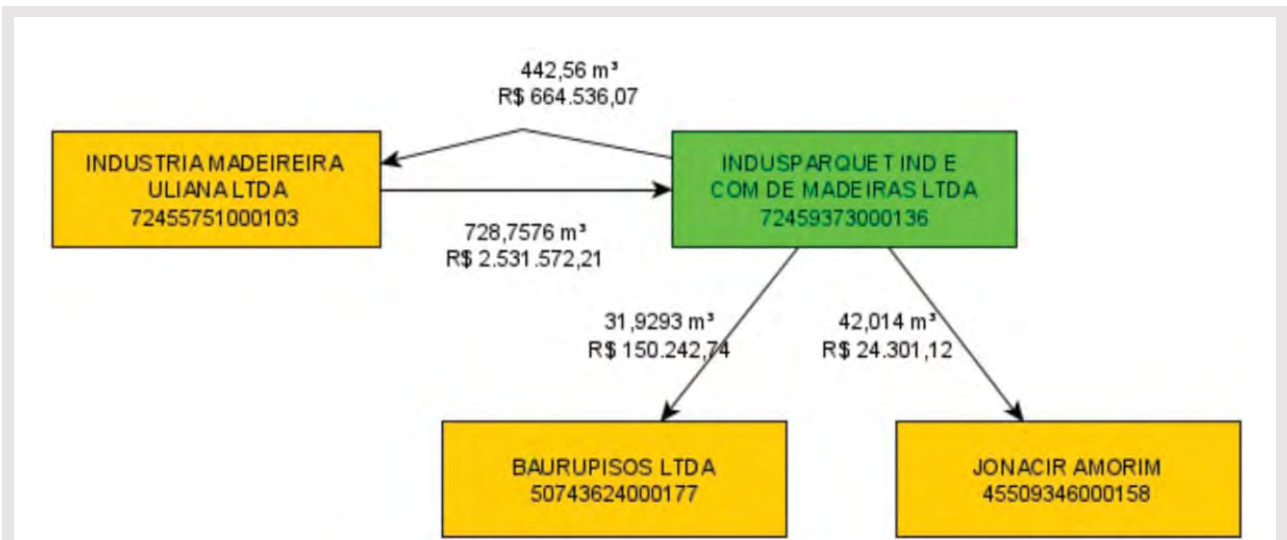 442,56 m³
R$ 664.536,07
INDUSTRIA MADEIREIRA
ULIANA LTDA
72455751000103
INDUSPARQUET IND E
COM DE MADEIRAS LTDA
72459373000136
728,7576 m³
R$ 2.531.572,21
31,9293 m³
R$ 150.242,74
42,014 m³
R$ 24.301,12
BAURUPISOS LTDA
50743624000177
JONACIR AMORIM
45509346000158